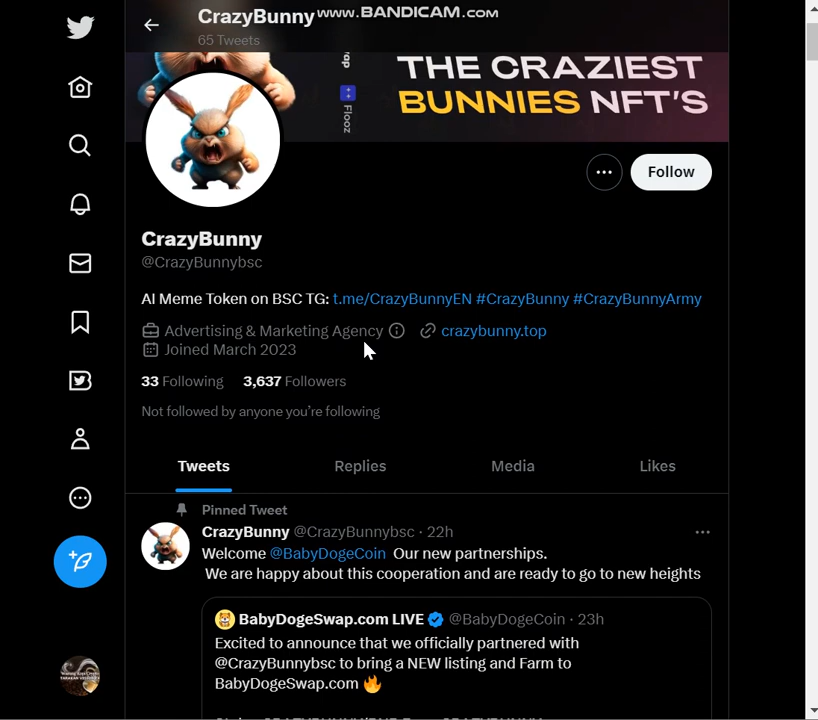 CrazyBunny
www.BANDICAM.com
65 Tweets
THE CRAZIEST
BUNNIES NFT'S
Flooz
CrazyBunny
@CrazyBunnybsc
Follow
AI Meme Token on BSC TG: t.me/CrazyBunnyEN #CrazyBunny #CrazyBunnyArmy
Advertising & Marketing Agency crazybunny.top
Joined March 2023
33 Following 3,637 Followers
Not followed by anyone you're following
Tweets Replies Media Likes
Pinned Tweet
CrazyBunny @CrazyBunnybsc · 22h
Welcome @BabyDogeCoin Our new partnerships.
We are happy about this cooperation and are ready to go to new heights
BabyDogeSwap.com LIVE @BabyDogeCoin · 23h
Excited to announce that we officially partnered with
@CrazyBunnybsc to bring a NEW listing and Farm to
BabyDogeSwap.com 🔥